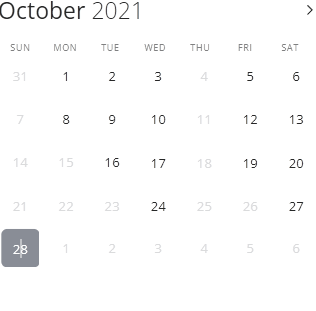 October 2021
SUN MON TUE WED THU FRI SAT
31 1 2 3 4 5 6
7 8 9 10 11 12 13
14 15 16 17 18 19 20
21 22 23 24 25 26 27
28 1 2 3 4 5 6